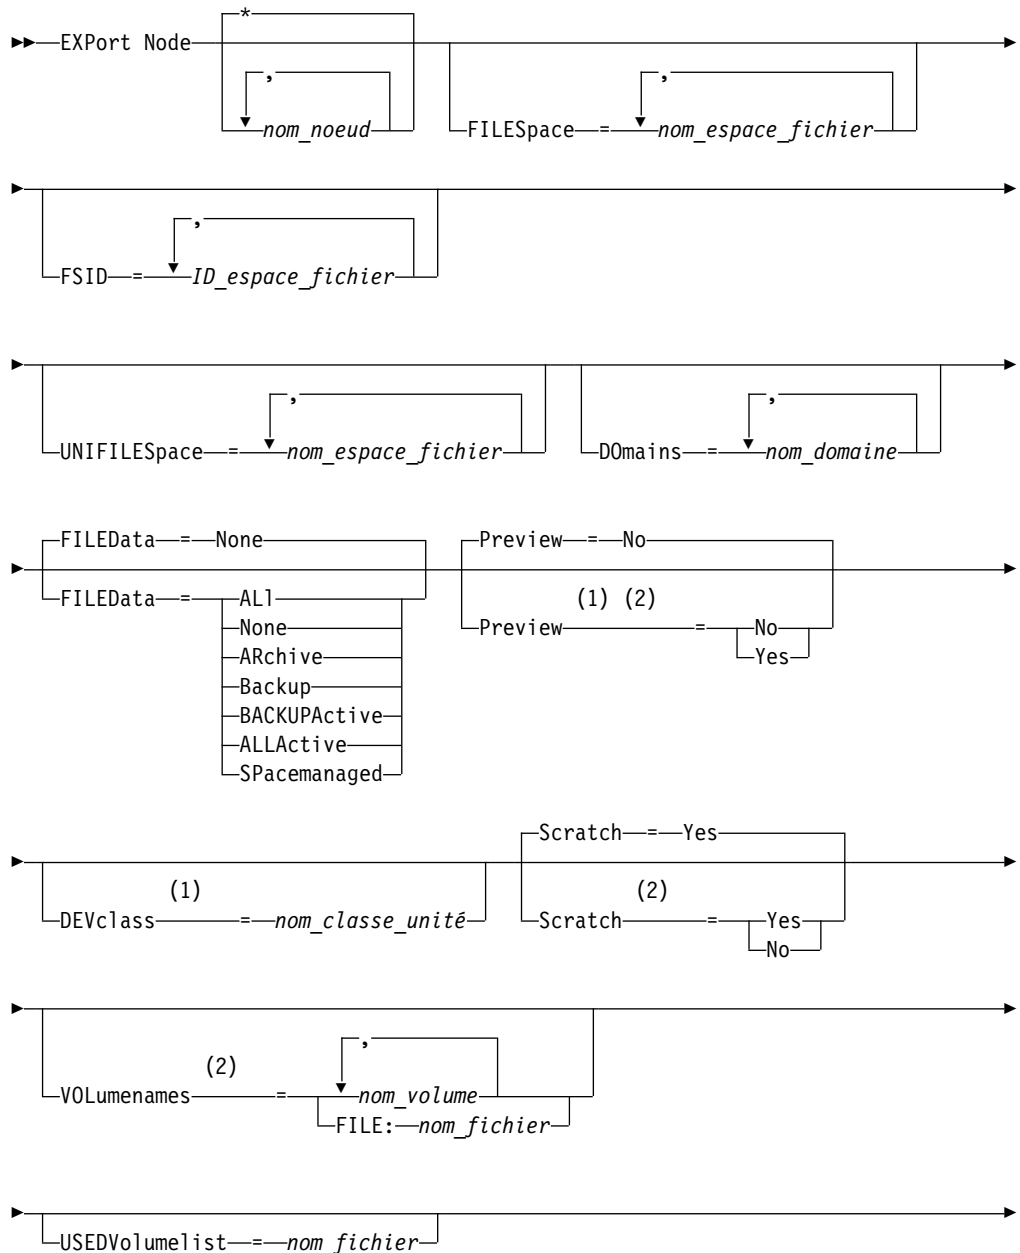 *
EXPort Node
,
nom_noeud
,
FILESpace = nom_espace_fichier
,
FSID = ID_espace_fichier
,
UNIFILESpace = nom_espace_fichier
,
DOmains = nom_domaine
FILEData = None
FILEData = ALl
None
ARchive
Backup
BACKUPActive
ALLActive
SPacemanaged
Preview = No
(1) (2)
Preview = No
Yes
(1)
DEVclass = nom_classe_unité
Scratch = Yes
(2)
Scratch = Yes
No
,
(2)
VOLumenames = nom_volume
FILE: nom_fichier
USEDVolumelist = nom_fichier